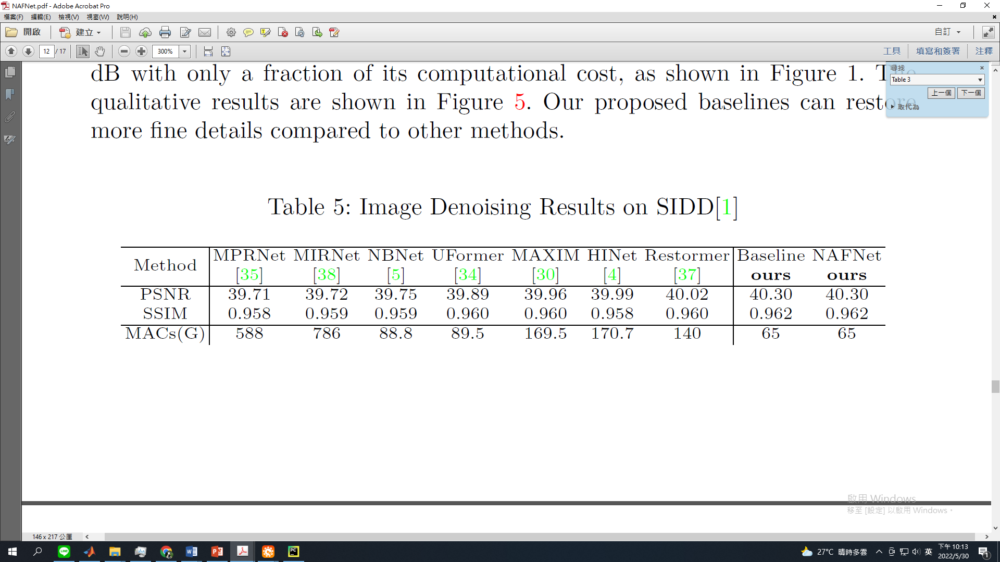 NAFNet.pdf - Adobe Acrobat Pro
檔案(F) 編輯(E) 檢視(V) 視窗(W) 說明(H)
開啟 建立 自訂
12 / 17 300% 工具 填寫和簽署 注釋
尋找
Table 3
上一個 下一個
取代為
dB with only a fraction of its computational cost, as shown in Figure 1. The
qualitative results are shown in Figure 5. Our proposed baselines can restore
more fine details compared to other methods.
Table 5: Image Denoising Results on SIDD[1]
Method MPRNet MIRNet NBNet UFormer MAXIM HINet Restormer Baseline NAFNet
[35] [38] [5] [34] [30] [4] [37] ours ours
PSNR 39.71 39.72 39.75 39.89 39.96 39.99 40.02 40.30 40.30
SSIM 0.958 0.959 0.959 0.960 0.960 0.958 0.960 0.962 0.962
MACs(G) 588 786 88.8 89.5 169.5 170.7 140 65 65
啟用 Windows
移至 [設定] 以啟用 Windows。
146 x 217 公厘
LINE
PC
27°C 晴時多雲 英 下午 10:13
2022/5/30
1